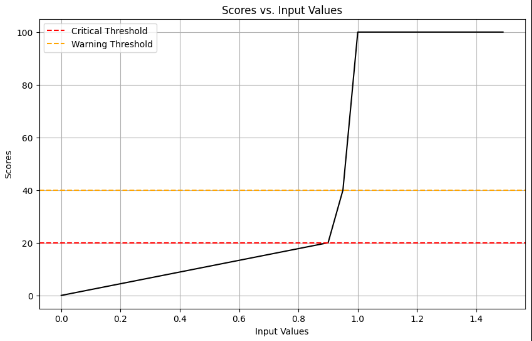 Scores vs. Input Values
Critical Threshold
Warning Threshold
100
80
60
40
20
0
Scores
0.0 0.2 0.4 0.6 0.8 1.0 1.2 1.4
Input Values